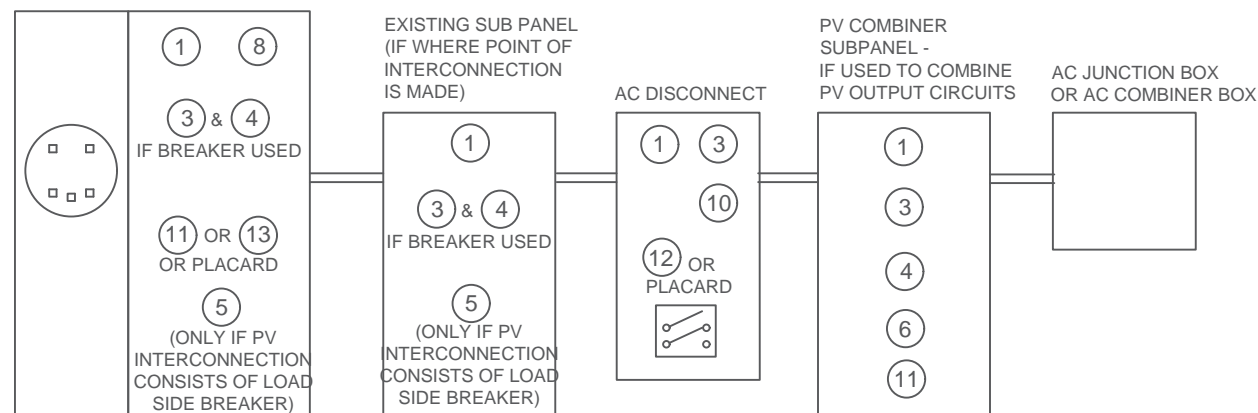 1 8
3 & 4
IF BREAKER USED
11 OR 13
OR PLACARD
5
(ONLY IF PV
INTERCONNECTION
CONSISTS OF LOAD
SIDE BREAKER)
EXISTING SUB PANEL
(IF WHERE POINT OF
INTERCONNECTION
IS MADE)
1
3 & 4
IF BREAKER USED
5
(ONLY IF PV
INTERCONNECTION
CONSISTS OF LOAD
SIDE BREAKER)
AC DISCONNECT
1 3
10
12 OR
PLACARD
PV COMBINER
SUBPANEL -
IF USED TO COMBINE
PV OUTPUT CIRCUITS
1
3
4
6
11
AC JUNCTION BOX
OR AC COMBINER BOX